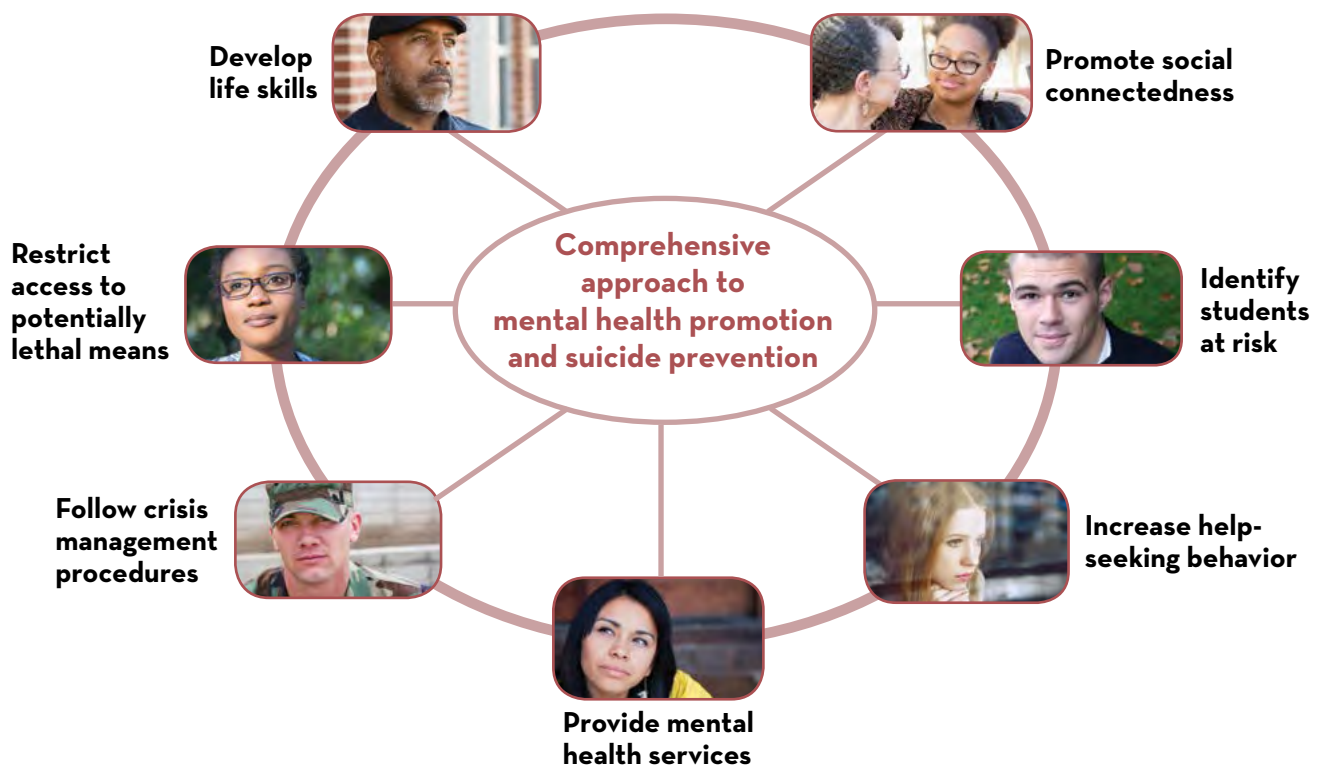 Develop
life skills
Promote social
connectedness
Restrict
access to
potentially
lethal means
Comprehensive
approach to
mental health promotion
and suicide prevention
Identify
students
at risk
Follow crisis
management
procedures
Increase help-
seeking behavior
Provide mental
health services